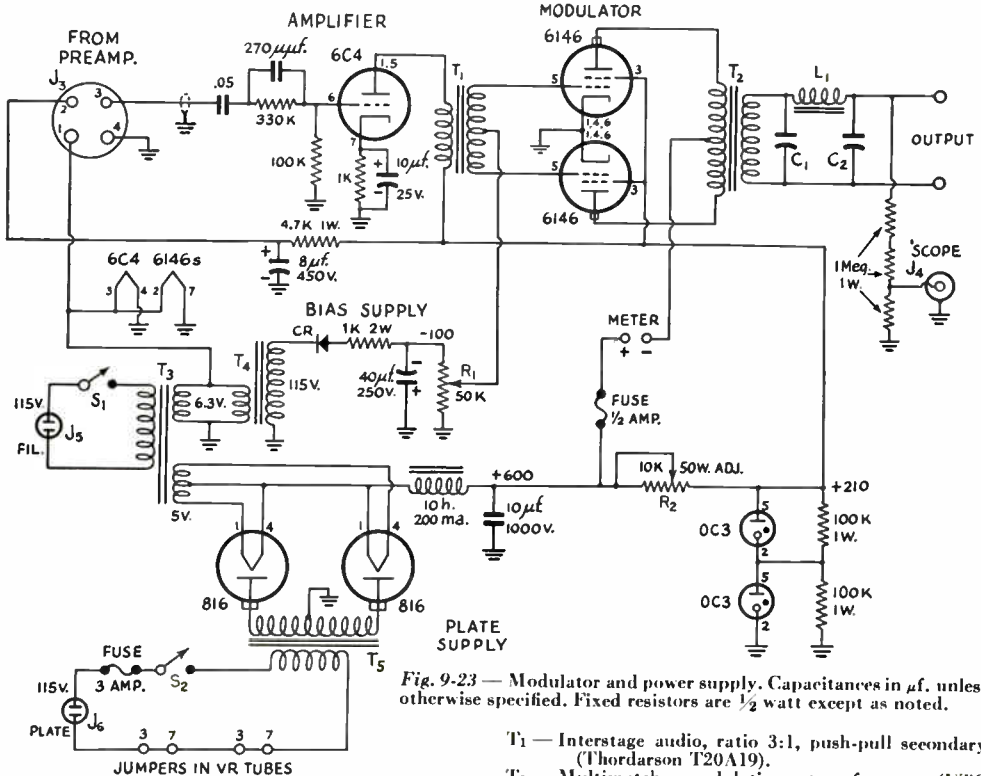 AMPLIFIER
MODULATOR
FROM
PREAMP.
J3
2
3
1
4
270 μμf.
.05
330K
100K
6C4
1,5
6
7
1K
10μf.
25V.
T1
6146
5
3
1,4,6
1,4,6
5
3
6146
T2
L1
C1
C2
OUTPUT
4.7K 1W.
8μf.
450V.
6C4 6146s
3 4 2 7
1 Meg.
1W.
'SCOPE
J4
BIAS SUPPLY
CR
1K 2W
-100
T4
115V.
40μf.
250V.
R1
50K
METER
+ -
FUSE
½ AMP.
T3
6.3V.
115V.
S1
J5
FIL.
5V.
+600
10h.
200 ma.
10μf.
1000V.
10K 50W. ADJ.
R2
+210
0C3
5
2
100K
1W.
0C3
5
2
100K
1W.
1 4
1 4
816
816
PLATE
SUPPLY
T5
FUSE
3 AMP.
S2
115V.
PLATE
J6
3 7 3 7
JUMPERS IN VR TUBES
Fig. 9-23 — Modulator and power supply. Capacitances in μf. unles
otherwise specified. Fixed resistors are ½ watt except as noted.
T1 — Interstage audio, ratio 3:1, push-pull secondary
(Thordarson T20A19).